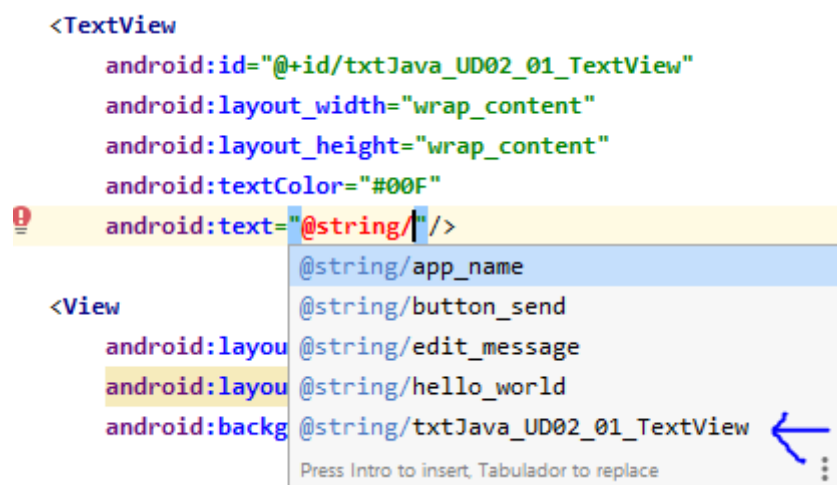 <TextView
android:id="@+id/txtJava_UD02_01_TextView"
android:layout_width="wrap_content"
android:layout_height="wrap_content"
android:textColor="#00F"
android:text="@string/"/>
@string/app_name
<View
@string/button_send
android:layou
@string/edit_message
android:layou
@string/hello_world
android:backg
@string/txtJava_UD02_01_TextView
Press Intro to insert, Tabulador to replace